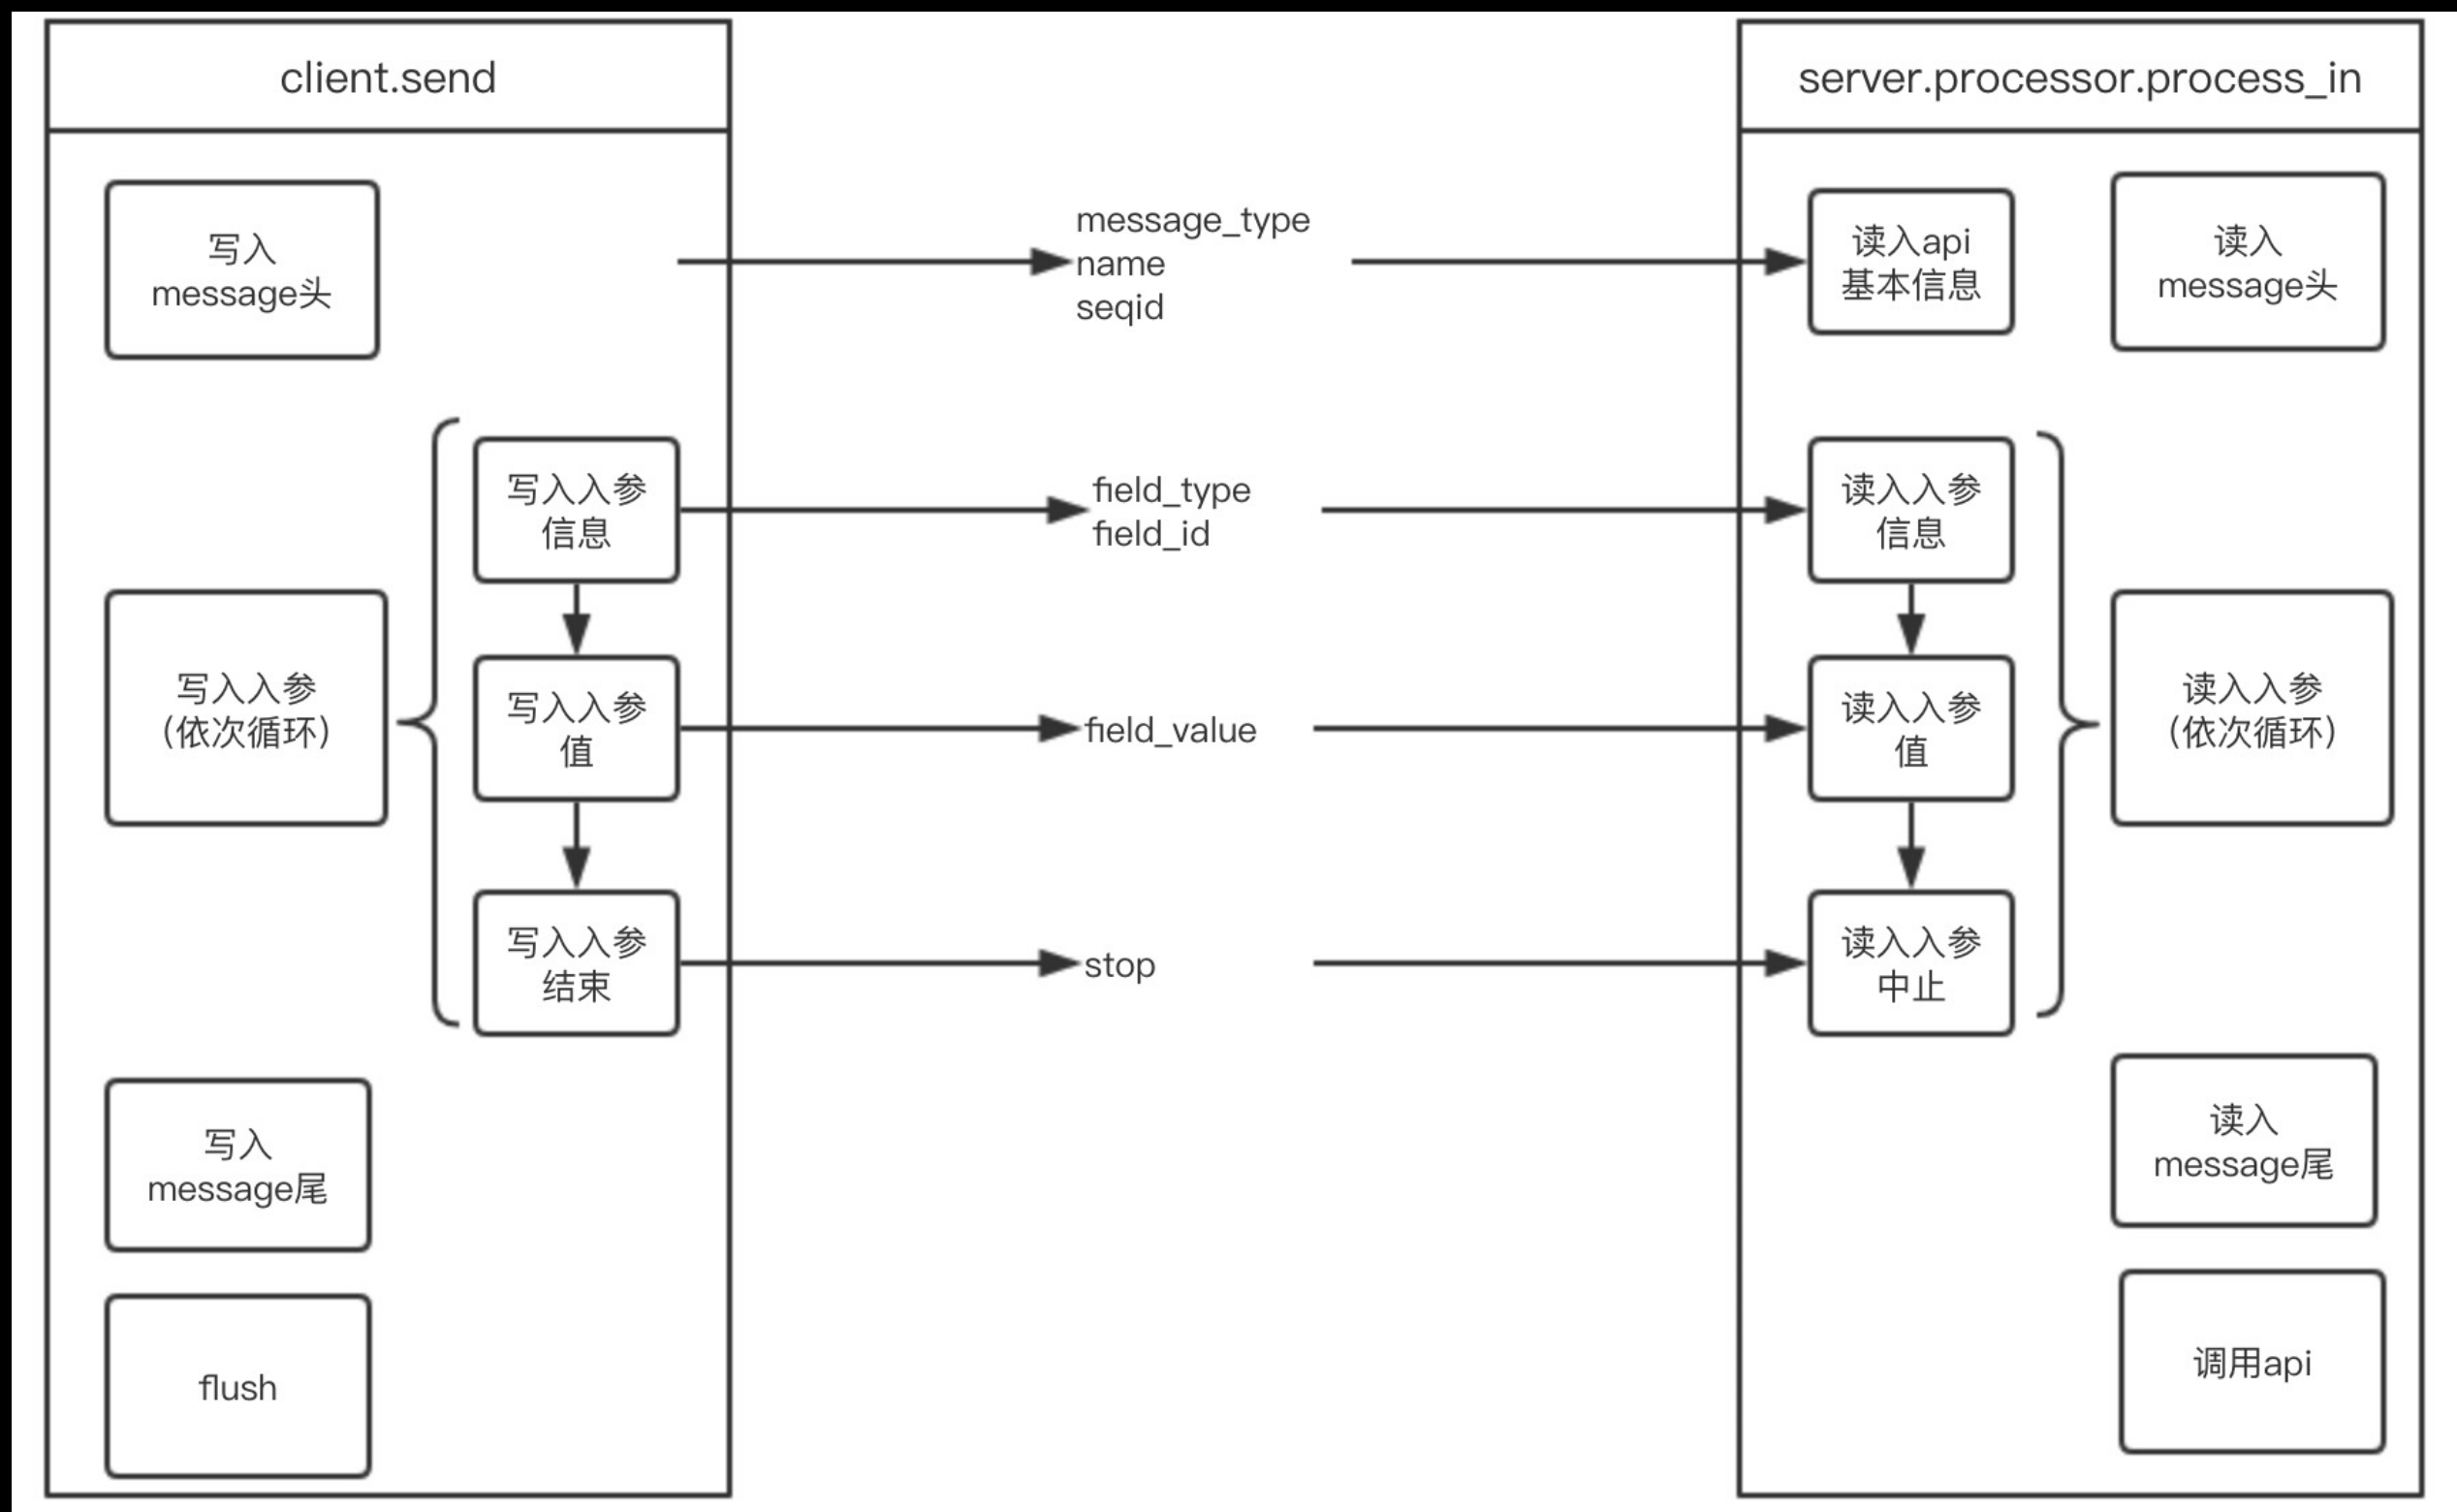 client.send
server.processor.process_in
写入
message头
message_type
name
seqid
读入api
基本信息
读入
message头
写入入参
信息
field_type
field_id
读入入参
信息
写入入参
(依次循环)
写入入参
值
field_value
读入入参
值
读入入参
(依次循环)
写入入参
结束
stop
读入入参
中止
写入
message尾
读入
message尾
flush
调用api